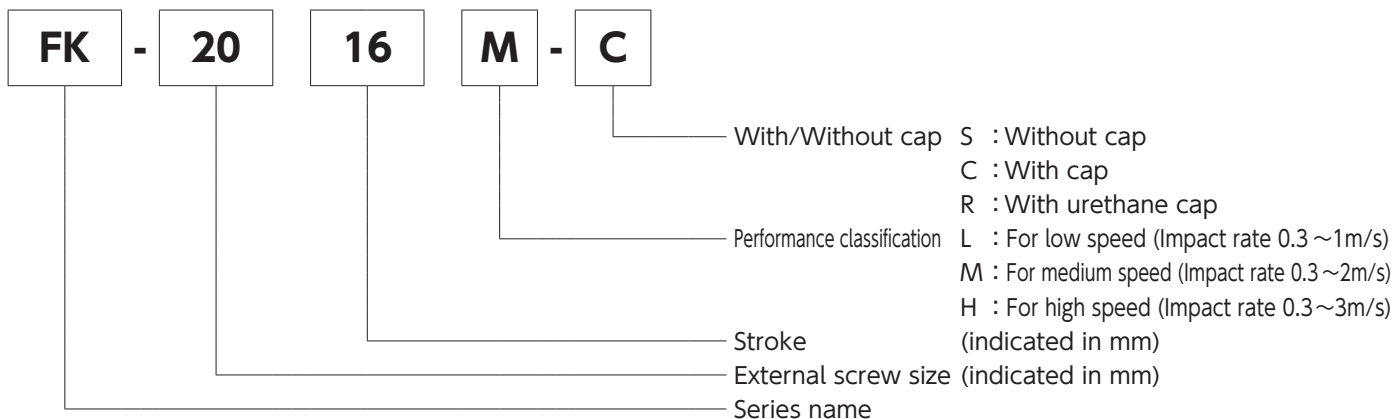 FK - 20 16 M - C
With/Without cap S : Without cap
C : With cap
R : With urethane cap
Performance classification L : For low speed (Impact rate 0.3～1m/s)
M : For medium speed (Impact rate 0.3～2m/s)
H : For high speed (Impact rate 0.3～3m/s)
Stroke (indicated in mm)
External screw size (indicated in mm)
Series name